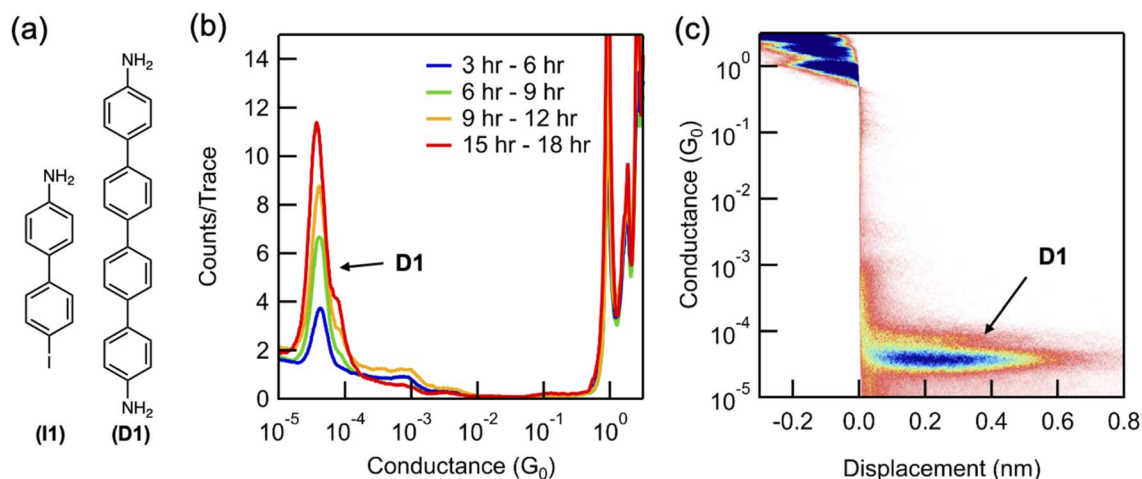 (a)
NH₂
NH₂
I
NH₂
(I1) (D1)
(b)
14
12
10
8
6
4
2
0
Counts/Trace
3 hr - 6 hr
6 hr - 9 hr
9 hr - 12 hr
15 hr - 18 hr
D1
10⁻⁵ 10⁻⁴ 10⁻³ 10⁻² 10⁻¹ 10⁰
Conductance (G₀)
(c)
10⁰
10⁻¹
10⁻²
10⁻³
10⁻⁴
10⁻⁵
Conductance (G₀)
D1
-0.2 0.0 0.2 0.4 0.6 0.8
Displacement (nm)